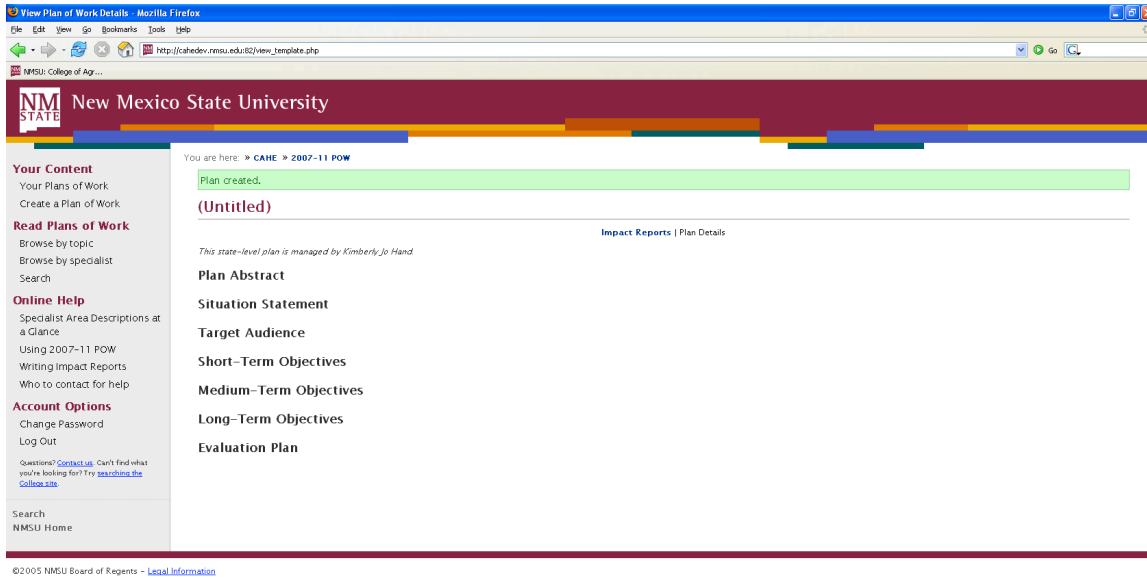 View Plan of Work Details - Mozilla Firefox
File Edit View Go Bookmarks Tools Help
http://cahedev.nmsu.edu:82/view_template.php
Go
NMSU: College of Agr...
NM
STATE
New Mexico State University
You are here: » CAHE » 2007-11 POW
Plan created.
(Untitled)
Impact Reports | Plan Details
This state-level plan is managed by Kimberly Jo Hand.
Plan Abstract
Situation Statement
Target Audience
Short-Term Objectives
Medium-Term Objectives
Long-Term Objectives
Evaluation Plan
Your Content
Your Plans of Work
Create a Plan of Work
Read Plans of Work
Browse by topic
Browse by specialist
Search
Online Help
Specialist Area Descriptions at
a Glance
Using 2007-11 POW
Writing Impact Reports
Who to contact for help
Account Options
Change Password
Log Out
Questions? Contact us. Can't find what
you're looking for? Try searching the
College site.
Search
NMSU Home
©2005 NMSU Board of Regents - Legal Information